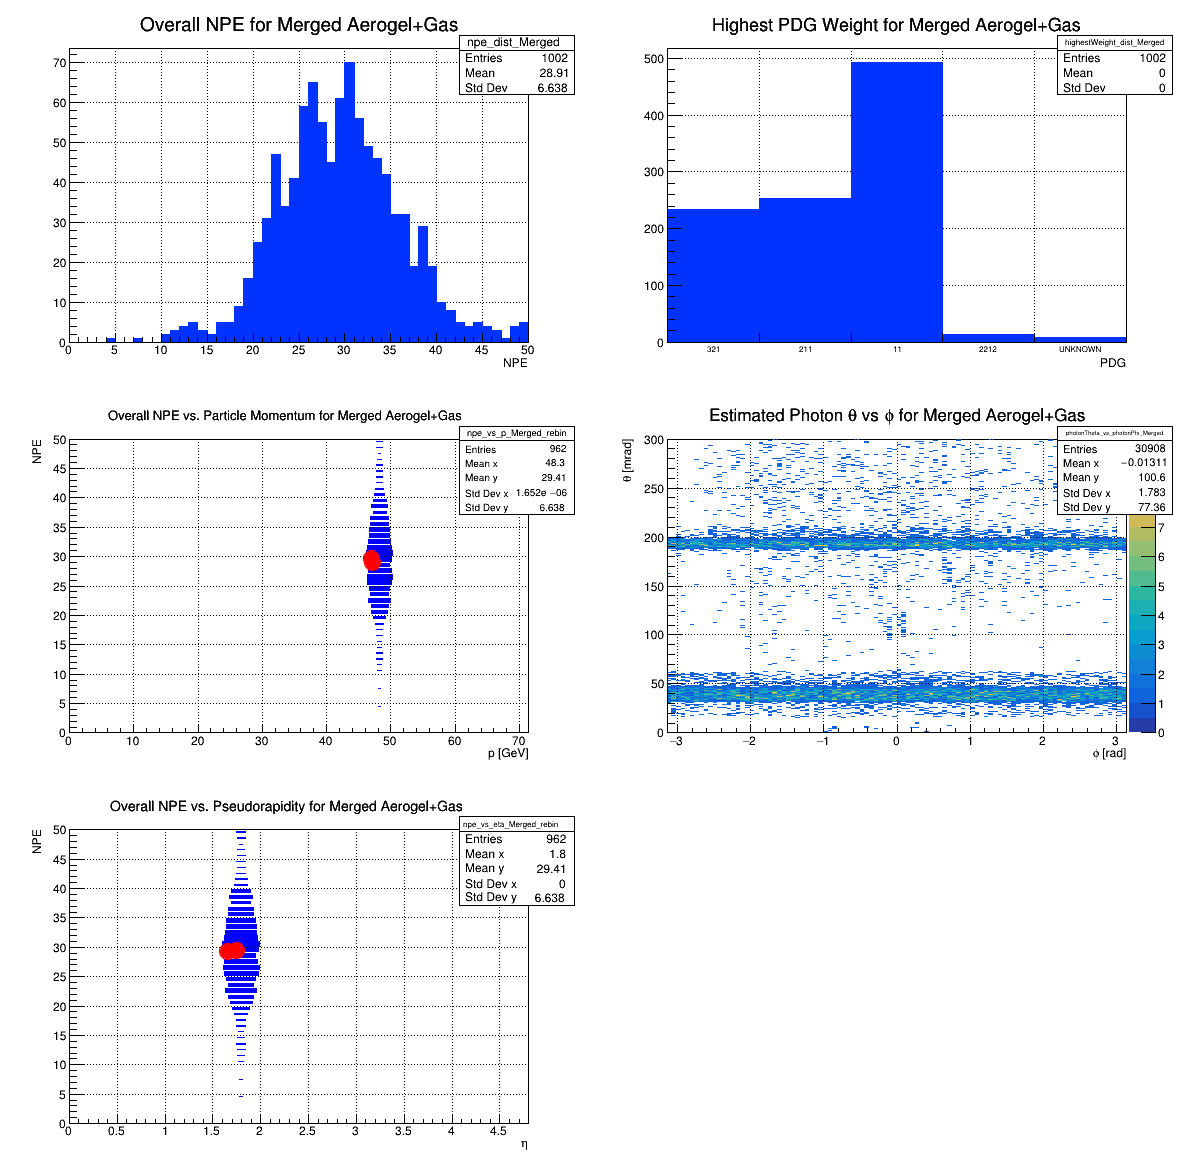 Overall NPE for Merged Aerogel+Gas
npe_dist_Merged
Entries 1002
Mean 28.91
Std Dev 6.638
70
60
50
40
30
20
10
0
0 5 10 15 20 25 30 35 40 45 50
NPE
Highest PDG Weight for Merged Aerogel+Gas
highestWeight_dist_Merged
Entries 1002
Mean 0
Std Dev 0
500
400
300
200
100
0
321 211 11 2212 UNKNOWN
PDG
Overall NPE vs. Particle Momentum for Merged Aerogel+Gas
npe_vs_p_Merged_rebin
Entries 962
Mean x 48.3
Mean y 29.41
Std Dev x 1.652e −06
Std Dev y 6.638
NPE
50
45
40
35
30
25
20
15
10
5
0
0 10 20 30 40 50 60 70
p [GeV]
Estimated Photon θ vs ϕ for Merged Aerogel+Gas
photonTheta_vs_photonPhi_Merged
Entries 30908
Mean x −0.01311
Mean y 100.6
Std Dev x 1.783
Std Dev y 77.36
θ [mrad]
300
250
200
150
100
50
0
−3 −2 −1 0 1 2 3
ϕ [rad]
7
6
5
4
3
2
1
0
Overall NPE vs. Pseudorapidity for Merged Aerogel+Gas
npe_vs_eta_Merged_rebin
Entries 962
Mean x 1.8
Mean y 29.41
Std Dev x 0
Std Dev y 6.638
NPE
50
45
40
35
30
25
20
15
10
5
0
0 0.5 1 1.5 2 2.5 3 3.5 4 4.5
η